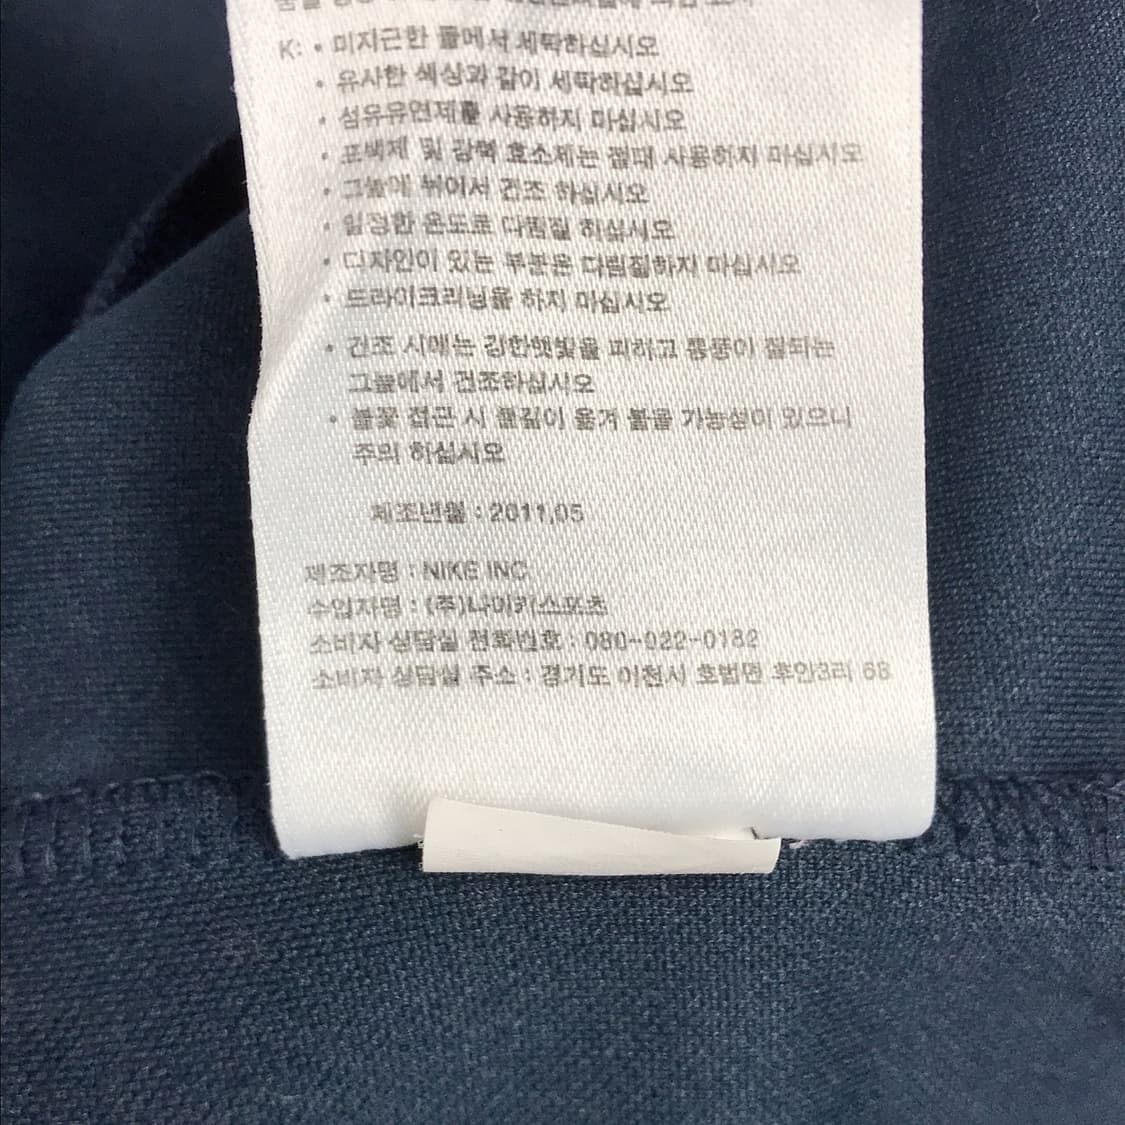 K: • 미지근한 물에서 세탁하십시오
• 유사한 색상과 같이 세탁하십시오
• 섬유유연제를 사용하지 마십시오
• 표백제 및 강력 효소제는 절대 사용하지 마십시오
• 그늘에 뉘어서 건조 하십시오
• 일정한 온도로 다림질 하십시오
• 디자인이 있는 부분은 다림질하지 마십시오
• 드라이크리닝을 하지 마십시오
• 건조 시에는 강한햇빛을 피하고 통풍이 잘되는
그늘에서 건조하십시오
• 불꽃 접근 시 불길이 옮겨 붙을 가능성이 있으니
주의 하십시오
제조년월 : 2011,05
제조자명 : NIKE INC
수입자명 : (주)나이키스포츠
소비자 상담실 전화번호 : 080-022-0182
소비자 상담실 주소 : 경기도 이천시 호법면 후안3리 68